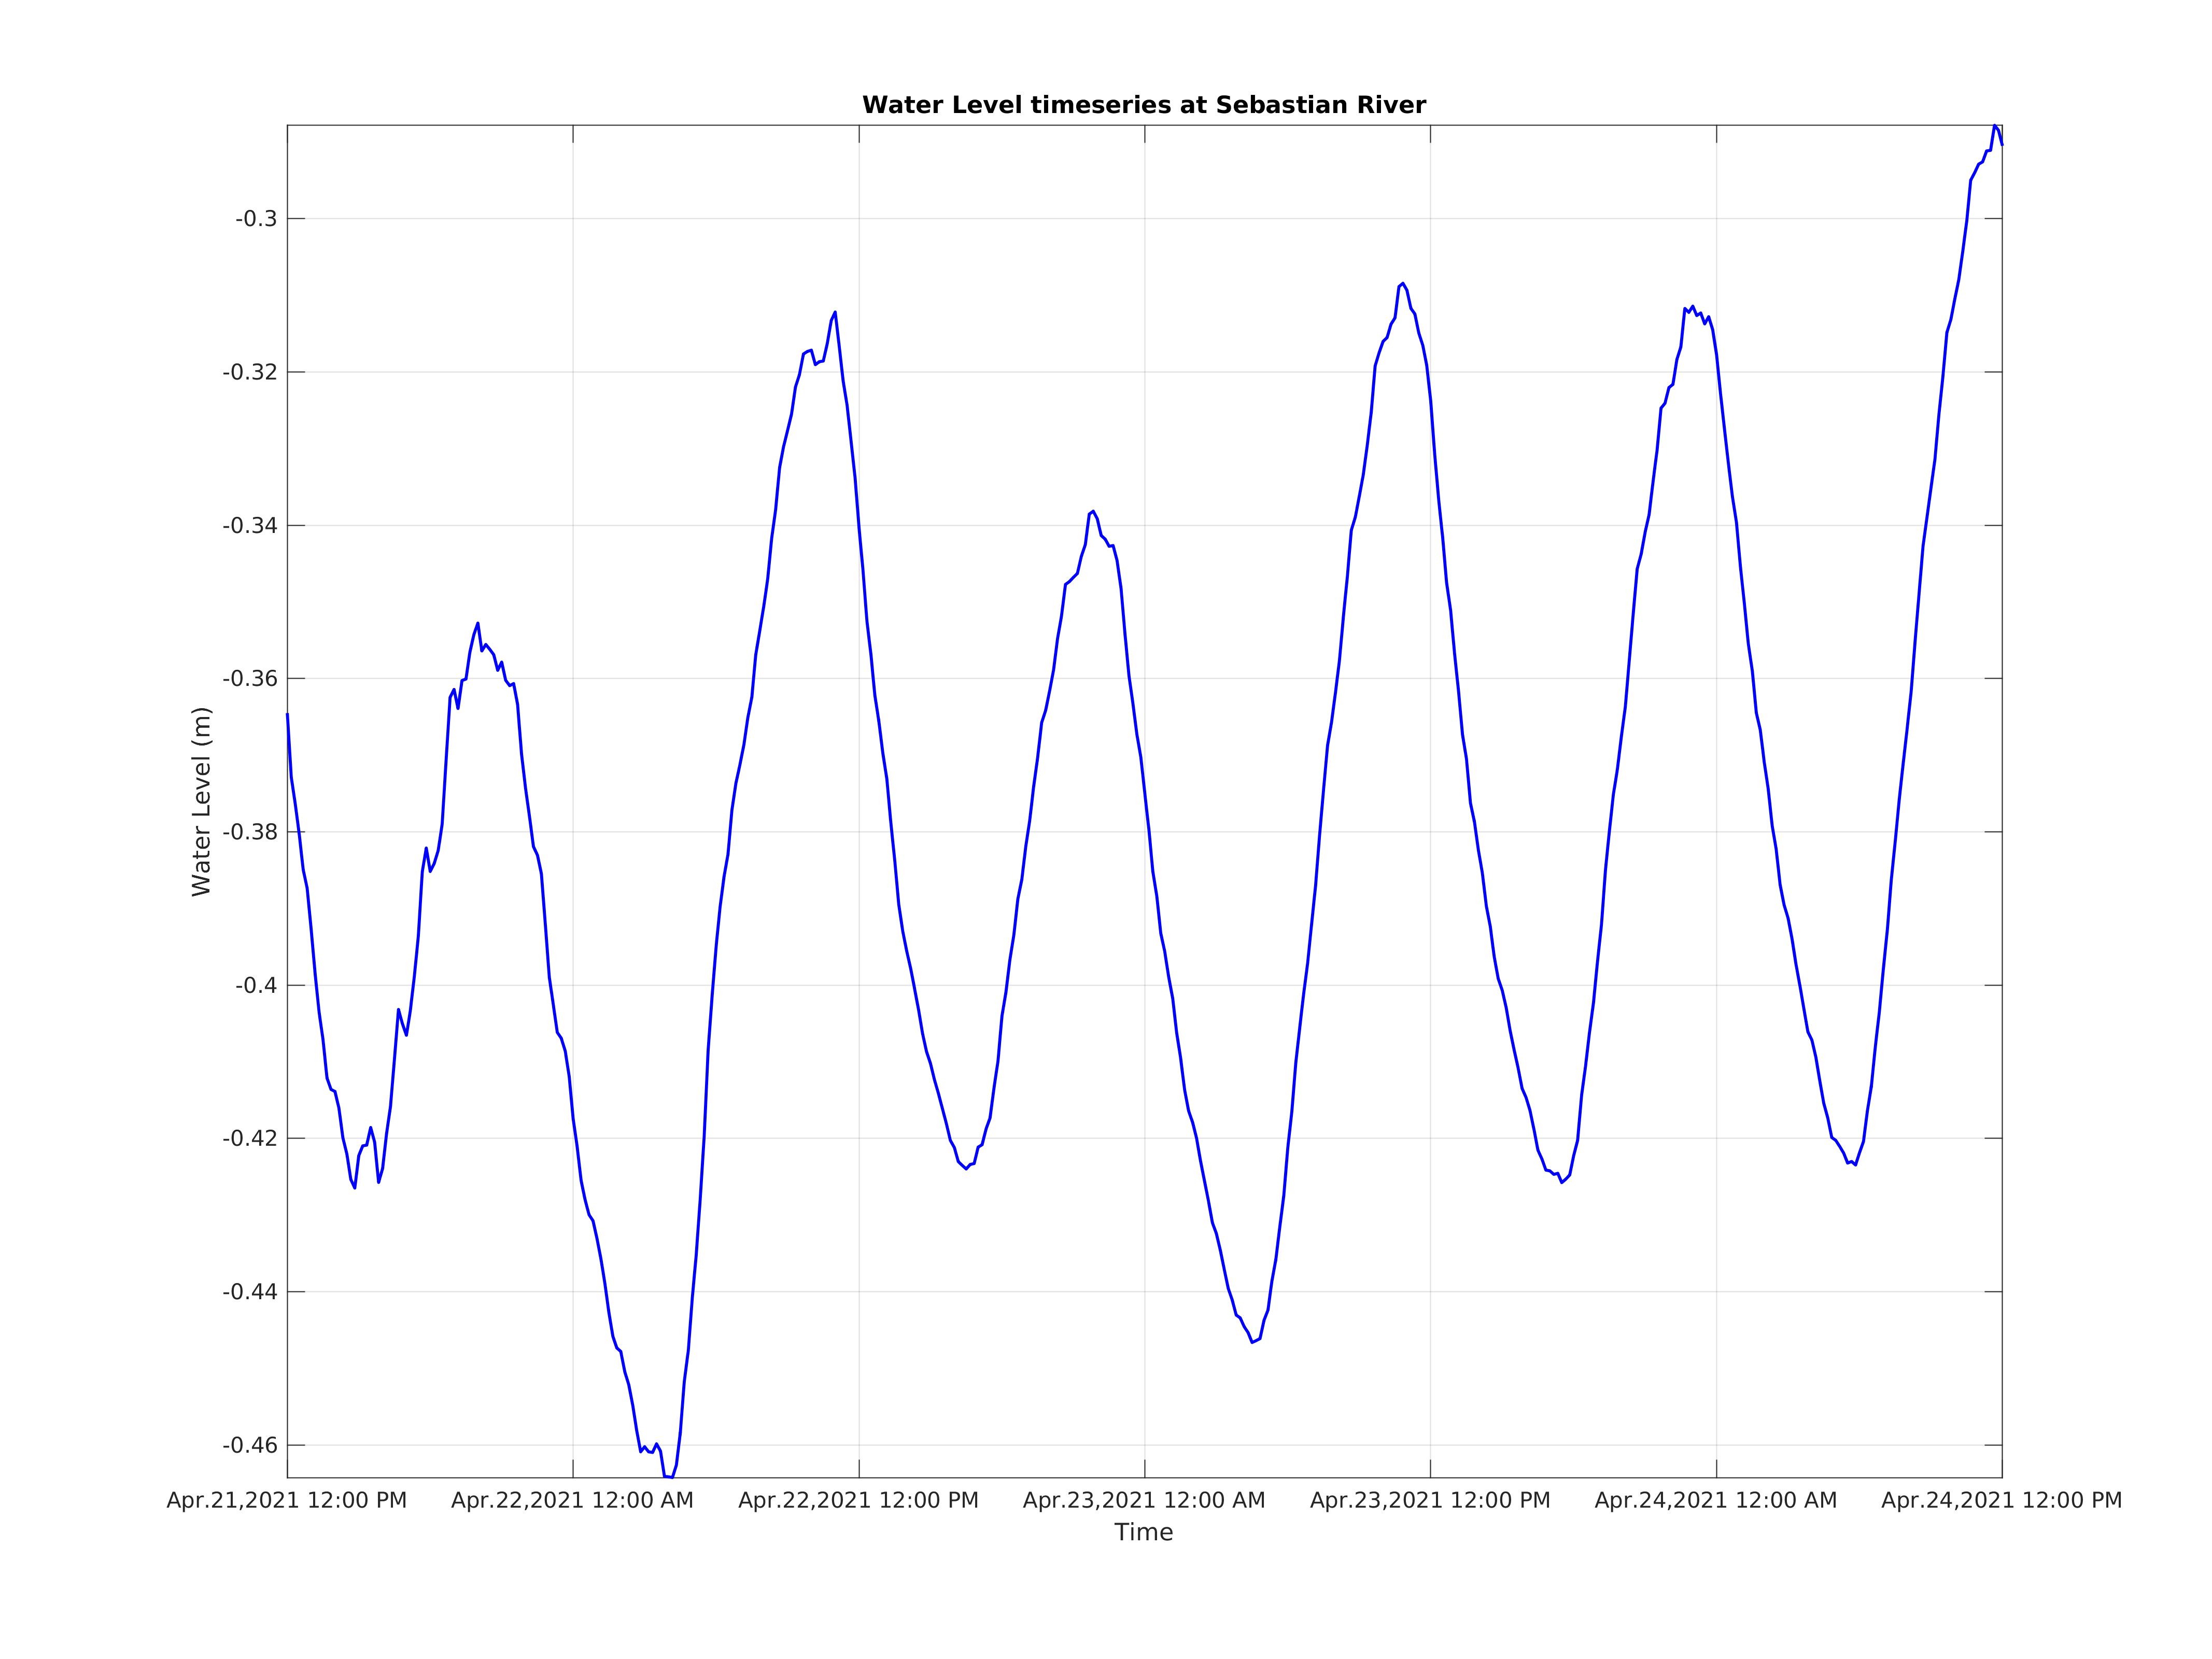 Water Level timeseries at Sebastian River
Water Level (m)
-0.3
-0.32
-0.34
-0.36
-0.38
-0.4
-0.42
-0.44
-0.46
Apr.21,2021 12:00 PM Apr.22,2021 12:00 AM Apr.22,2021 12:00 PM Apr.23,2021 12:00 AM Apr.23,2021 12:00 PM Apr.24,2021 12:00 AM Apr.24,2021 12:00 PM
Time